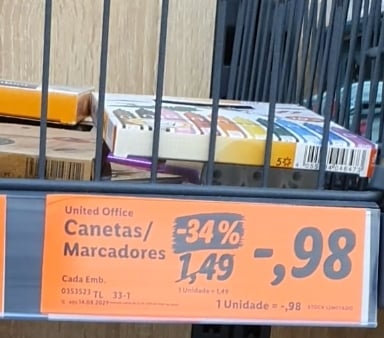 United Office
Canetas/
Marcadores
-34%
1,49
-,98
Cada Emb.
1 Unidade = 1,49
0353523 TL 33-1
1 Unidade = -,98
STOCK LIMITADO